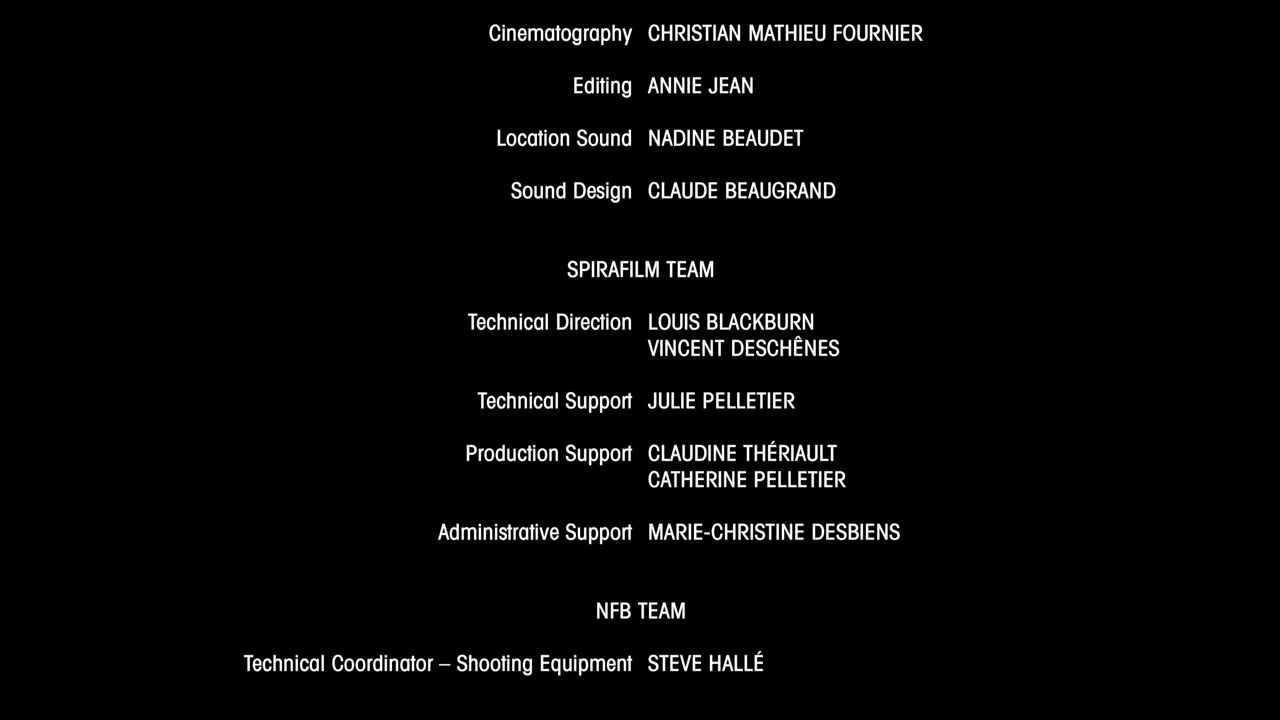 Cinematography CHRISTIAN MATHIEU FOURNIER
Editing ANNIE JEAN
Location Sound NADINE BEAUDET
Sound Design CLAUDE BEAUGRAND
SPIRAFILM TEAM
Technical Direction LOUIS BLACKBURN
VINCENT DESCHÊNES
Technical Support JULIE PELLETIER
Production Support CLAUDINE THÉRIAULT
CATHERINE PELLETIER
Administrative Support MARIE-CHRISTINE DESBIENS
NFB TEAM
Technical Coordinator – Shooting Equipment STEVE HALLÉ